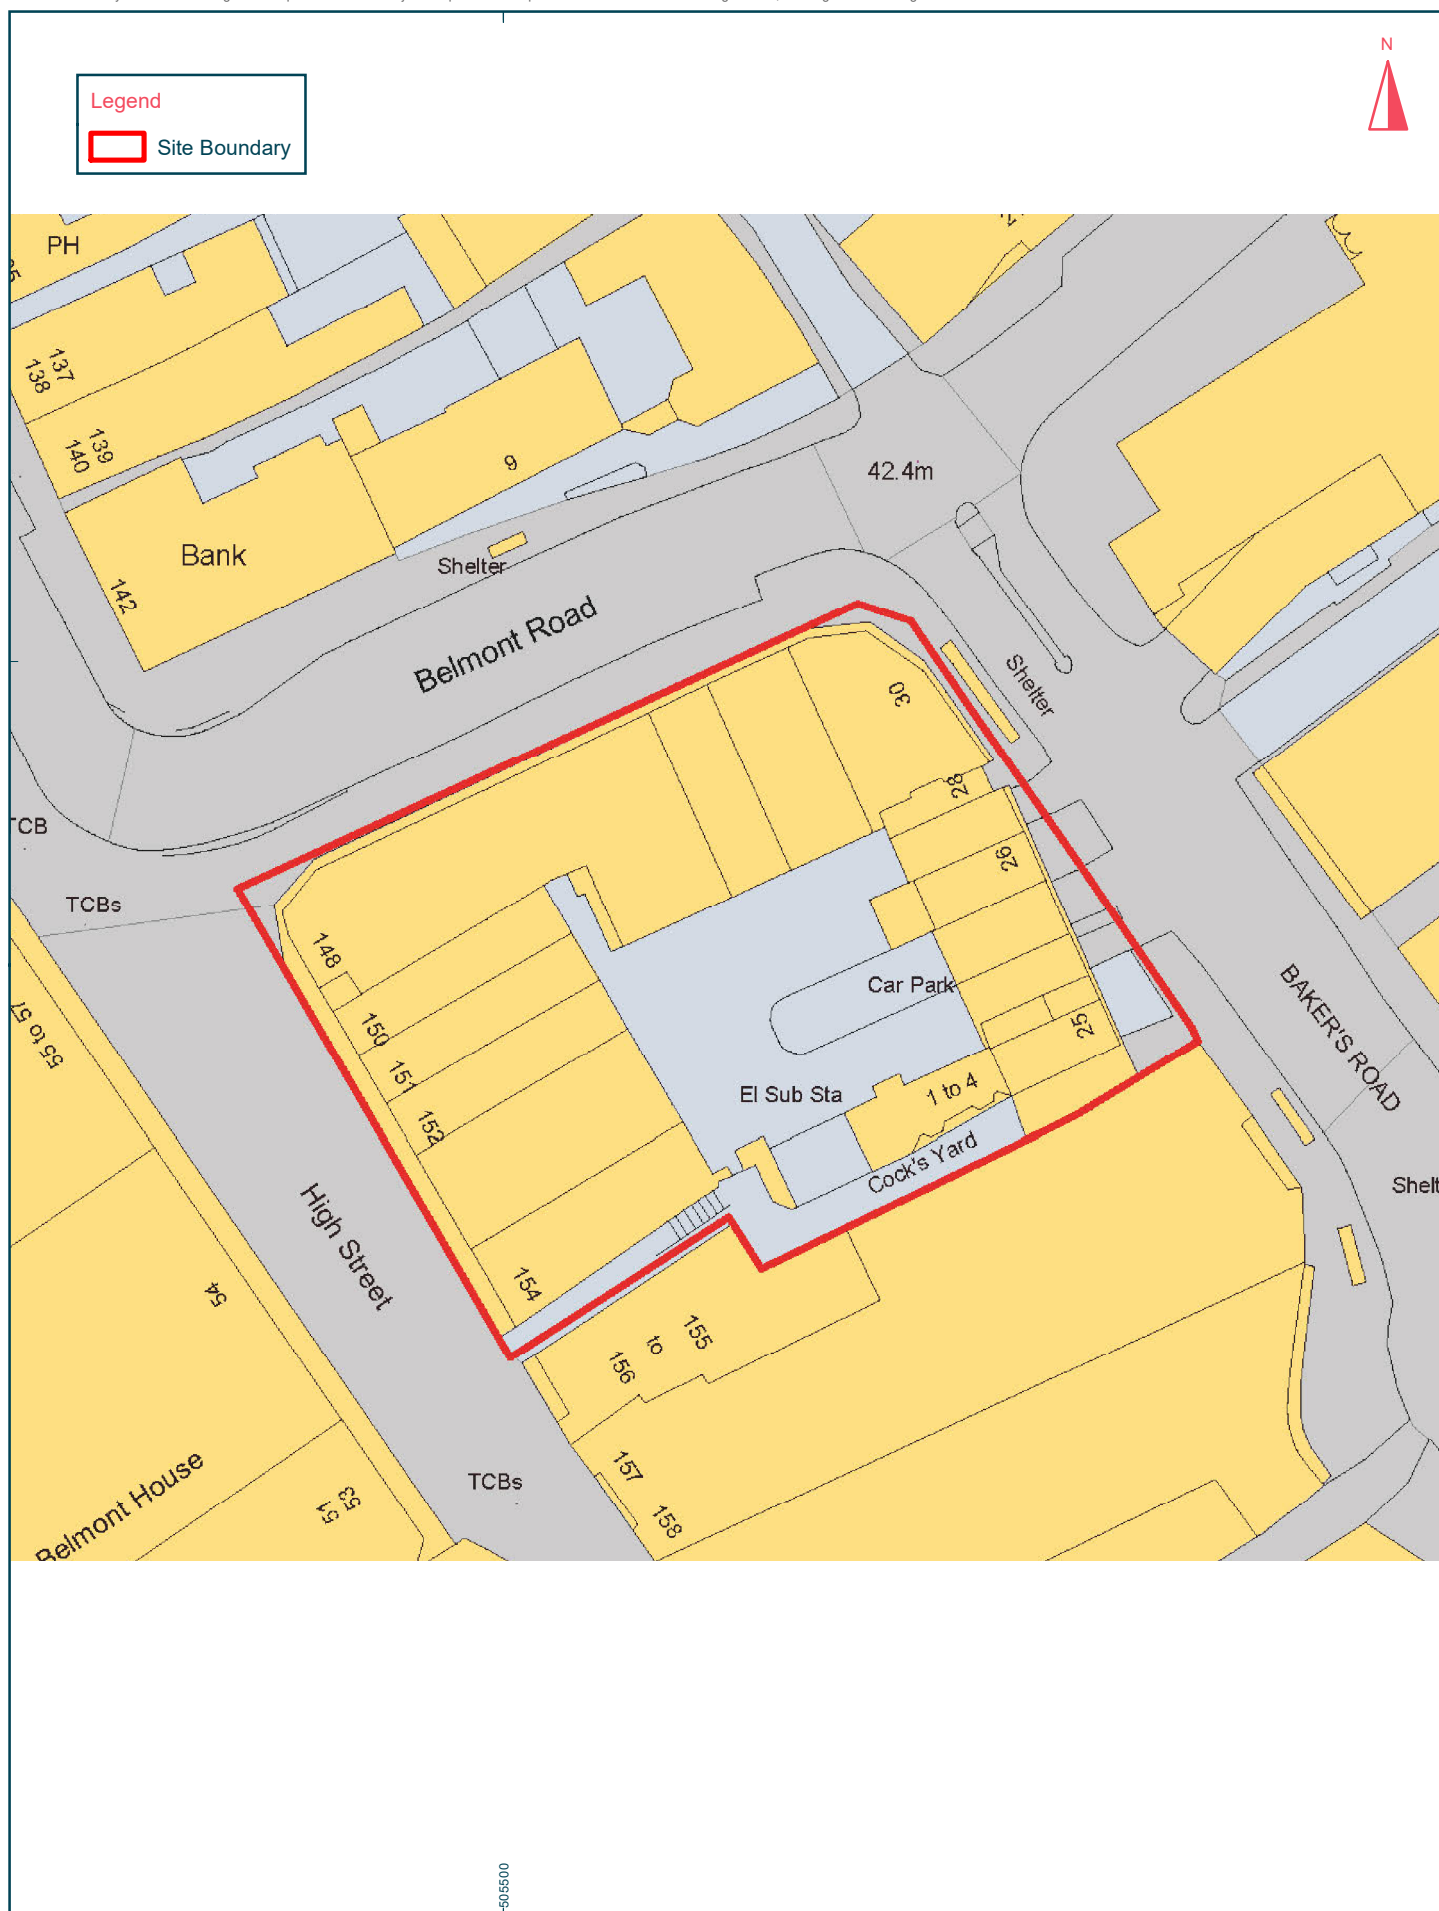 N
Legend
Site Boundary
PH
137
138
139
140
9
42.4m
Bank
Shelter
142
Belmont Road
Shelter
30
28
TCB
26
TCBs
148
Car Park
BAKER'S ROAD
55 to 57
150
25
151
El Sub Sta
1 to 4
152
Cock's Yard
High Street
54
154
155
to
156
Belmont House
53
51
TCBs
157
158
505500